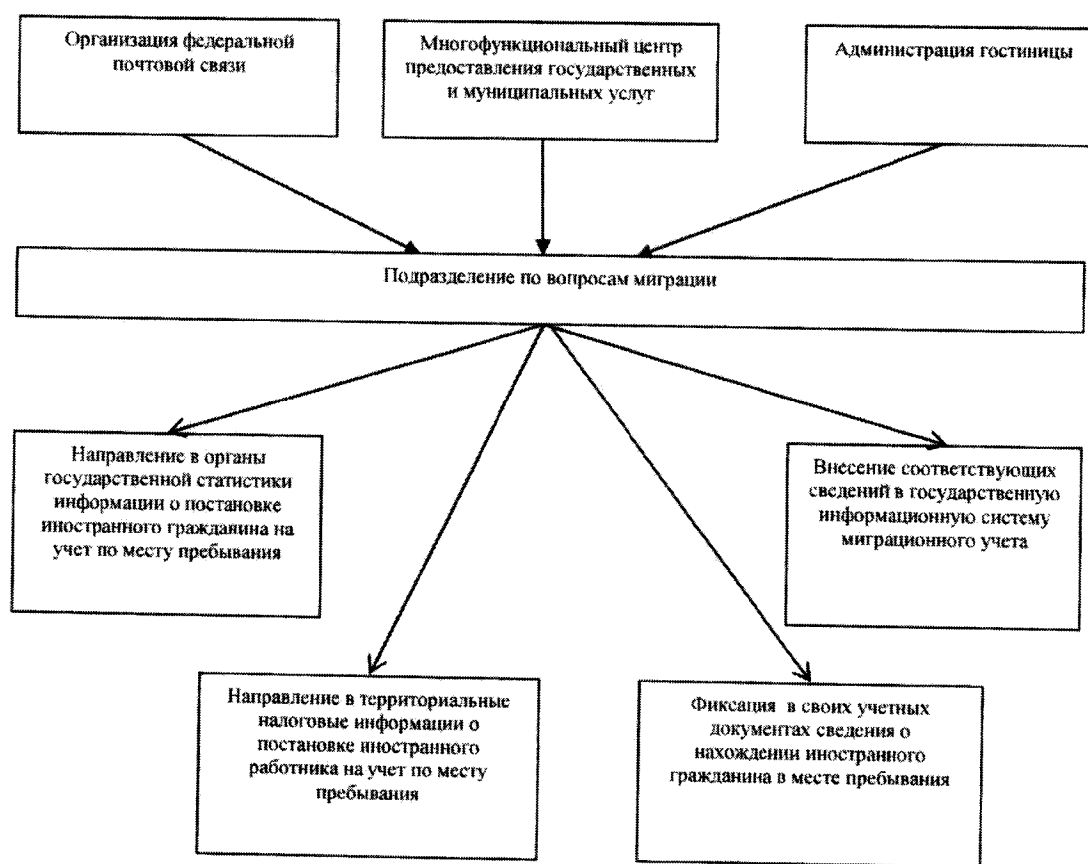 Организация федеральной
почтовой связи
Многофункциональный центр
предоставления государственных
и муниципальных услуг
Администрация гостиницы
Подразделение по вопросам миграции
Направление в органы
государственной статистики
информации о постановке
иностранного гражданина на
учет по месту пребывания
Внесение соответствующих
сведений в государственную
информационную систему
миграционного учета
Направление в территориальные
налоговые информации о
постановке иностранного
работника на учет по месту
пребывания
Фиксация в своих учетных
документах сведения о
нахождении иностранного
гражданина в месте пребывания